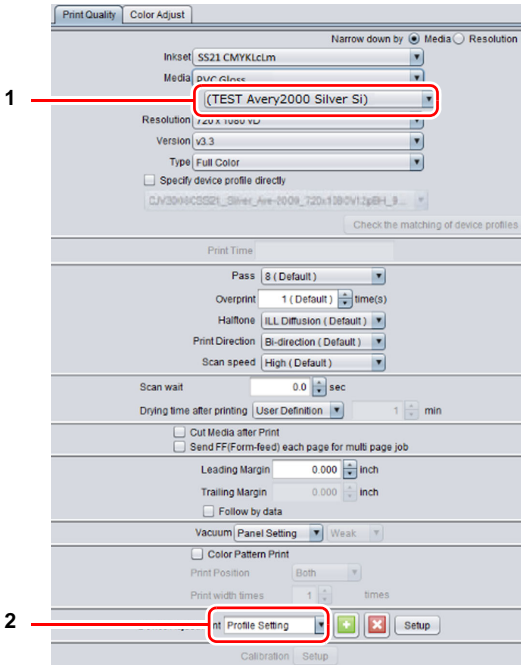 Print Quality Color Adjust
Narrow down by Media Resolution
Inkset SS21 CMYKLcLm
Media PVC Gloss
1
(TEST Avery2000 Silver Si)
Resolution 720 x 1080 VD
Version v3.3
Type Full Color
Specify device profile directly
Check the matching of device profiles
Print Time
Pass 8 ( Default )
Overprint 1 ( Default ) time(s)
Halftone ILL Diffusion ( Default )
Print Direction Bi-direction ( Default )
Scan speed High ( Default )
Scan wait 0.0 sec
Drying time after printing User Definition 1 min
Cut Media after Print
Send FF(Form-feed) each page for multi page job
Leading Margin 0.000 inch
Trailing Margin 0.000 inch
Follow by data
Vacuum Panel Setting Weak
Color Pattern Print
Print Position Both
Print width times 1 times
2
nt Profile Setting Setup
Calibration Setup